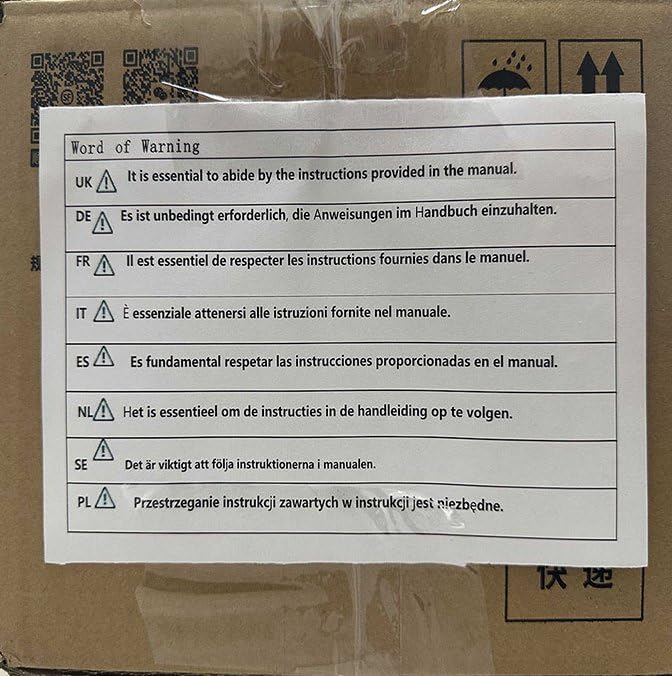 Word of Warning
UK It is essential to abide by the instructions provided in the manual.
DE Es ist unbedingt erforderlich, die Anweisungen im Handbuch einzuhalten.
FR Il est essentiel de respecter les instructions fournies dans le manuel.
IT È essenziale attenersi alle istruzioni fornite nel manuale.
ES Es fundamental respetar las instrucciones proporcionadas en el manual.
NL Het is essentieel om de instructies in de handleiding op te volgen.
SE Det är viktigt att följa instruktionerna i manualen.
PL Przestrzeganie instrukcji zawartych w instrukcji jest niezbędne.
快递